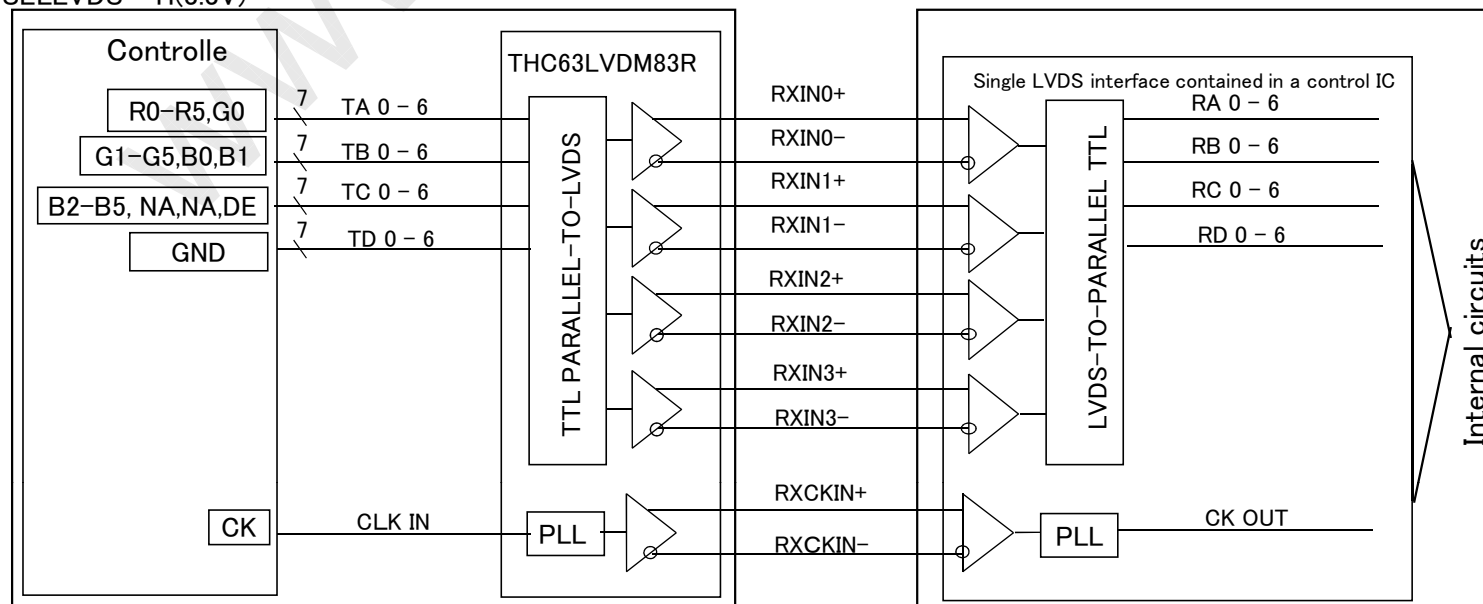 Controlle
THC63LVDM83R
Single LVDS interface contained in a control IC
R0-R5,G0
7
TA 0 - 6
RXIN0+
RA 0 - 6
G1-G5,B0,B1
7
TB 0 - 6
RXIN0-
RB 0 - 6
B2-B5, NA,NA,DE
7
TC 0 - 6
RXIN1+
RC 0 - 6
GND
7
TD 0 - 6
RXIN1-
RD 0 - 6
TTL PARALLEL-TO-LVDS
LVDS-TO-PARALLEL TTL
Internal circuits
RXIN2+
RXIN2-
RXIN3+
RXIN3-
CK
CLK IN
PLL
RXCKIN+
RXCKIN-
PLL
CK OUT